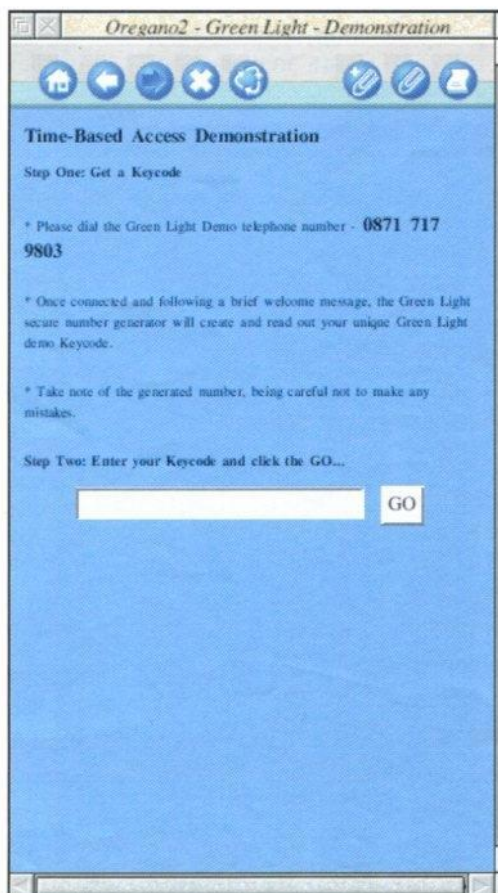 Oregano2 - Green Light - Demonstration
Time-Based Access Demonstration
Step One: Get a Keycode
* Please dial the Green Light Demo telephone number - 0871 717
9803
* Once connected and following a brief welcome message, the Green Light
secure number generator will create and read out your unique Green Light
demo Keycode.
* Take note of the generated number, being careful not to make any
mistakes.
Step Two: Enter your Keycode and click the GO...
GO